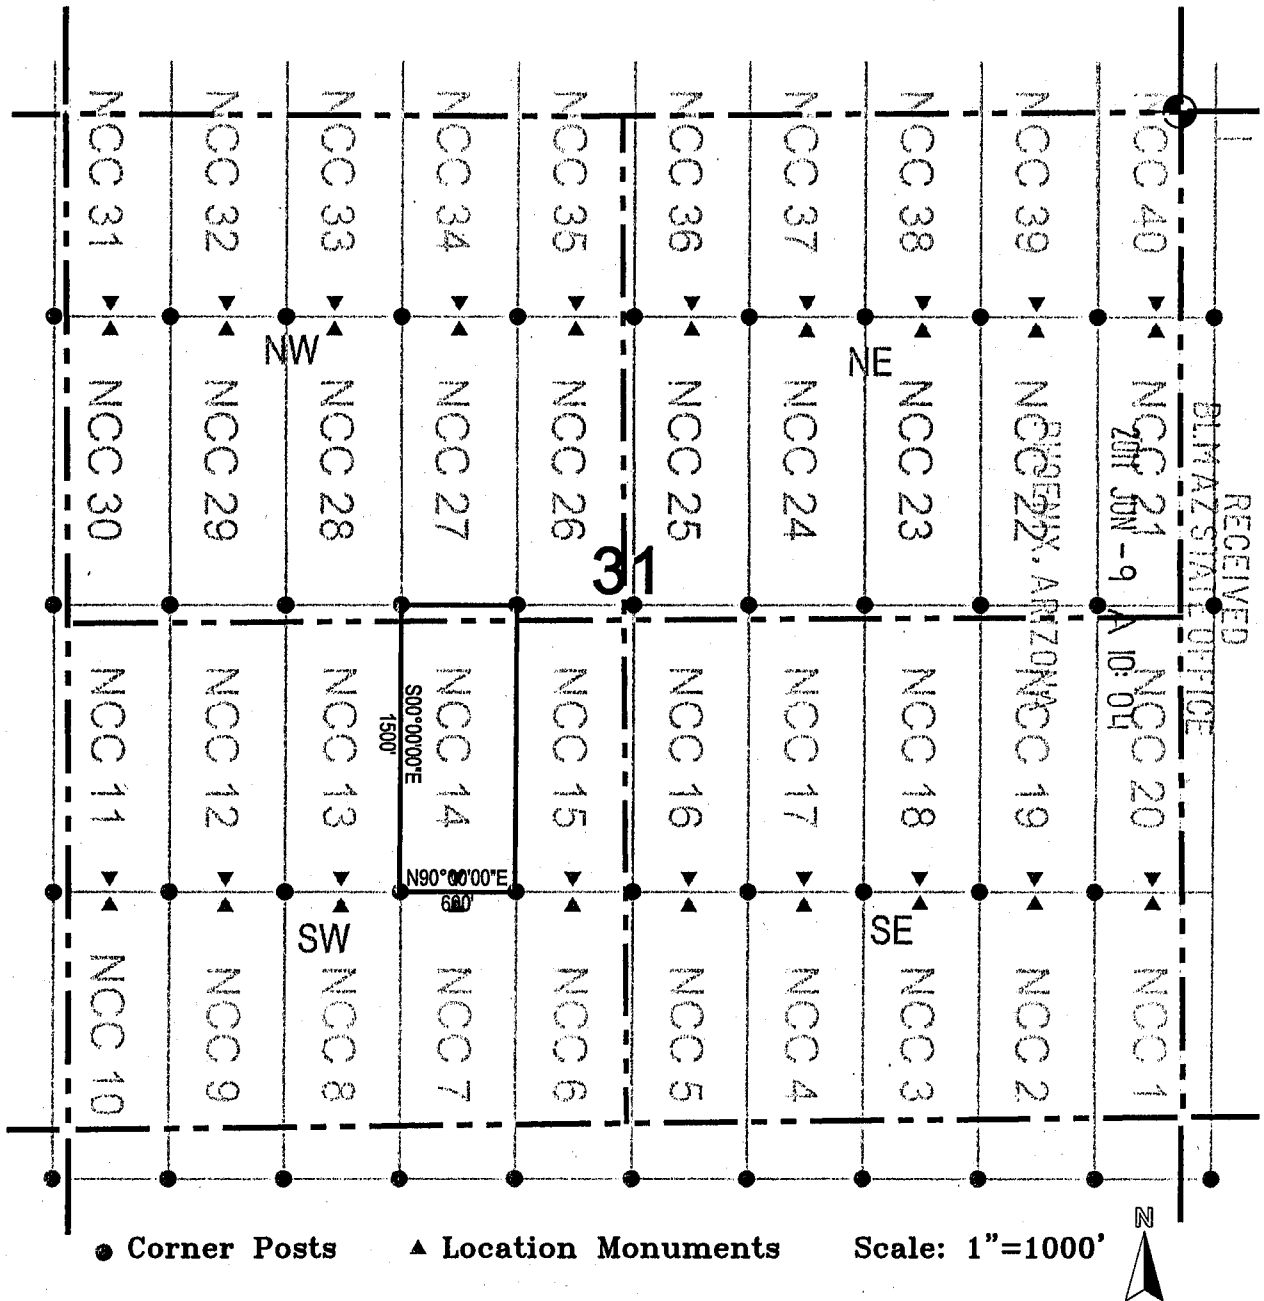 NCC 31
NCC 32
NCC 33
NCC 34
NCC 35
NCC 36
NCC 37
NCC 38
NCC 39
NCC 40
NW
NE
NCC 30
NCC 29
NCC 28
NCC 27
NCC 26
NCC 25
NCC 24
NCC 23
NCC 22
NCC 21
RECEIVED
BLM AZ STATE OFFICE
2011 JUN -9 A 10:04
PHOENIX, ARIZONA
31
NCC 11
NCC 12
NCC 13
NCC 14
NCC 15
NCC 16
NCC 17
NCC 18
NCC 19
NCC 20
S00°00'00"E
1500'
N90°00'00"E
600'
SW
SE
NCC 10
NCC 9
NCC 8
NCC 7
NCC 6
NCC 5
NCC 4
NCC 3
NCC 2
NCC 1
N
Corner Posts
Location Monuments
Scale: 1"=1000'